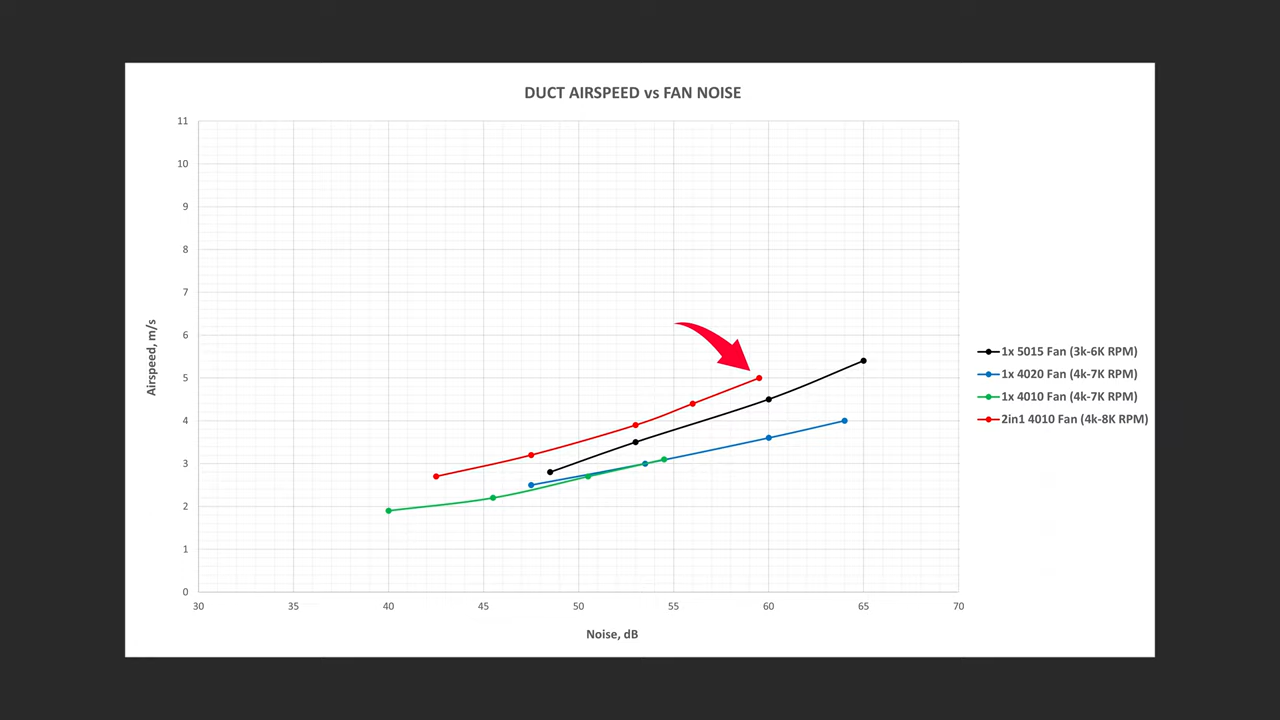 DUCT AIRSPEED vs FAN NOISE
11
10
9
8
7
6
5
4
3
2
1
0
Airspeed, m/s
30 35 40 45 50 55 60 65 70
Noise, dB
1x 5015 Fan (3k-6K RPM)
1x 4020 Fan (4k-7K RPM)
1x 4010 Fan (4k-7K RPM)
2in1 4010 Fan (4k-8K RPM)